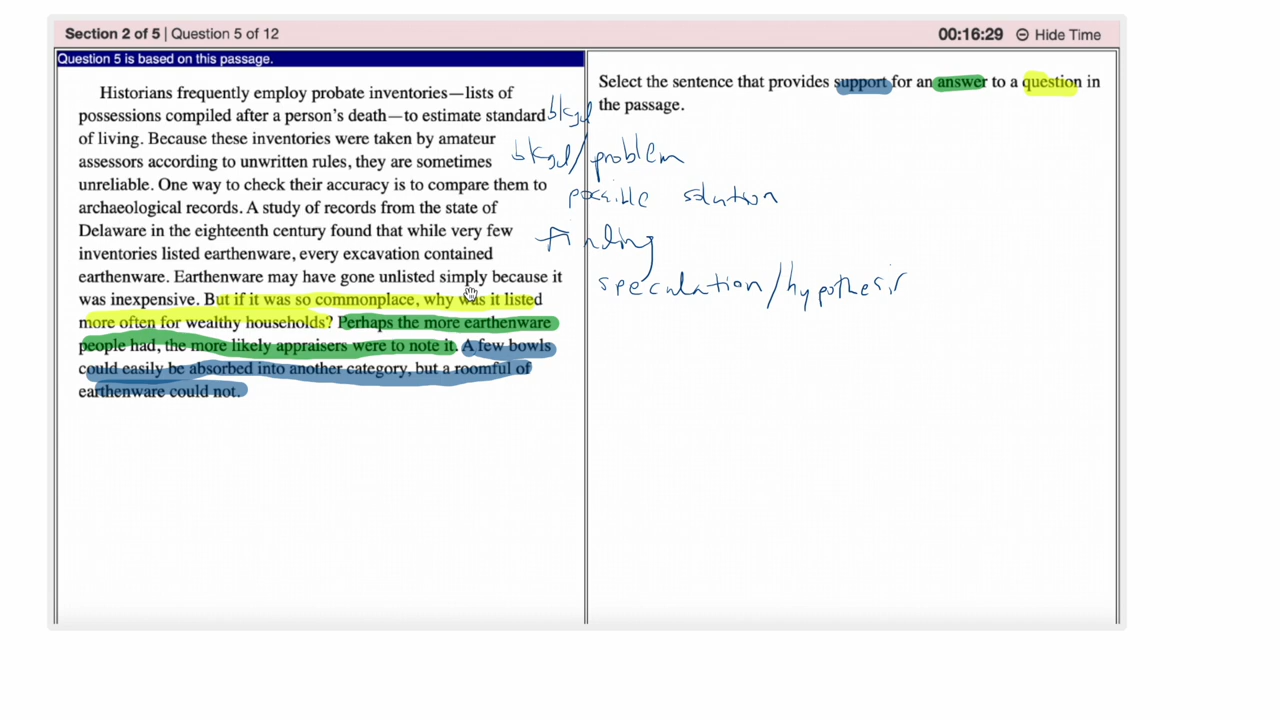 Section 2 of 5 | Question 5 of 12
00:16:29 Hide Time
Question 5 is based on this passage.
Historians frequently employ probate inventories—lists of
possessions compiled after a person's death—to estimate standard
of living. Because these inventories were taken by amateur
assessors according to unwritten rules, they are sometimes
unreliable. One way to check their accuracy is to compare them to
archaeological records. A study of records from the state of
Delaware in the eighteenth century found that while very few
inventories listed earthenware, every excavation contained
earthenware. Earthenware may have gone unlisted simply because it
was inexpensive. But if it was so commonplace, why was it listed
more often for wealthy households? Perhaps the more earthenware
people had, the more likely appraisers were to note it. A few bowls
could easily be absorbed into another category, but a roomful of
earthenware could not.
Select the sentence that provides support for an answer to a question in
the passage.
bkgd
bkgd/problem
possible solution
finding
speculation/hypothesis